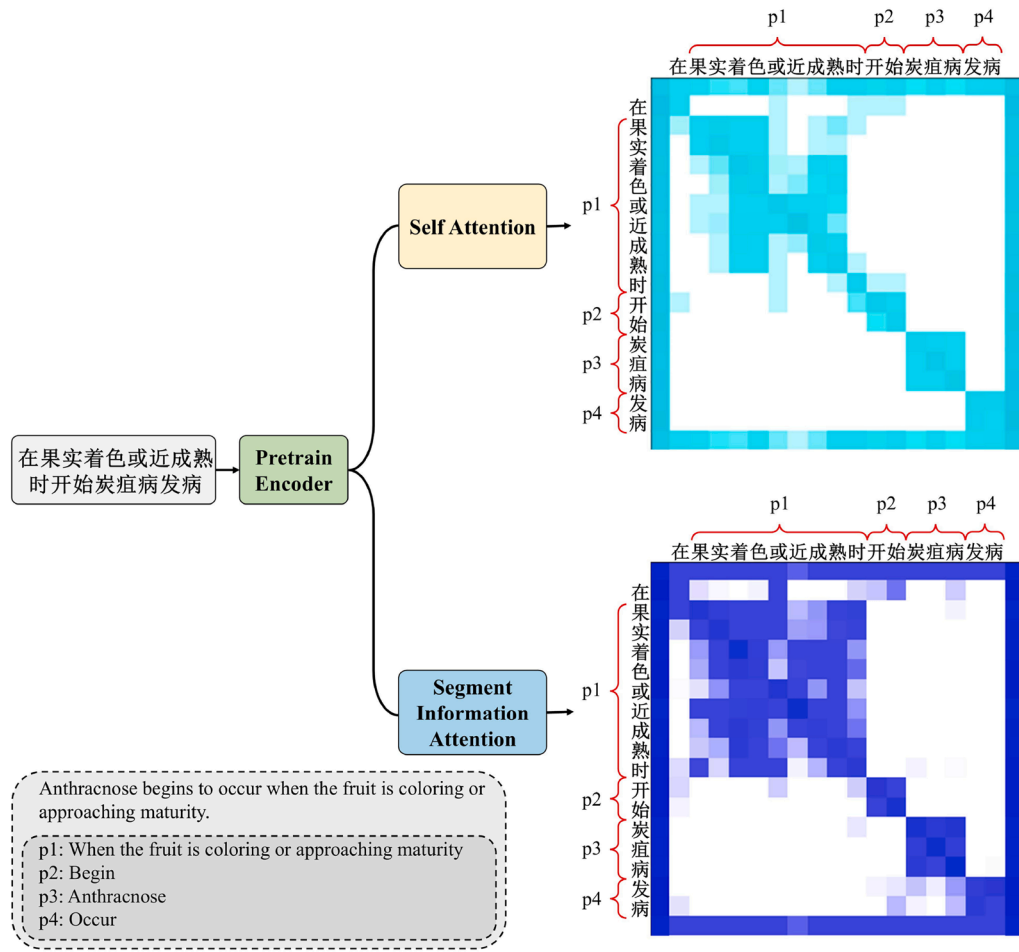 p1 p2 p3 p4
在果实着色或近成熟时开始炭疽病发病
在果实着色或近成熟时开始炭疽病发病
p1
p2
p3
p4
Self Attention
在果实着色或近成熟
时开始炭疽病发病
Pretrain
Encoder
p1 p2 p3 p4
在果实着色或近成熟时开始炭疽病发病
在果实着色或近成熟时开始炭疽病发病
p1
p2
p3
p4
Segment
Information
Attention
Anthracnose begins to occur when the fruit is coloring or
approaching maturity.
p1: When the fruit is coloring or approaching maturity
p2: Begin
p3: Anthracnose
p4: Occur